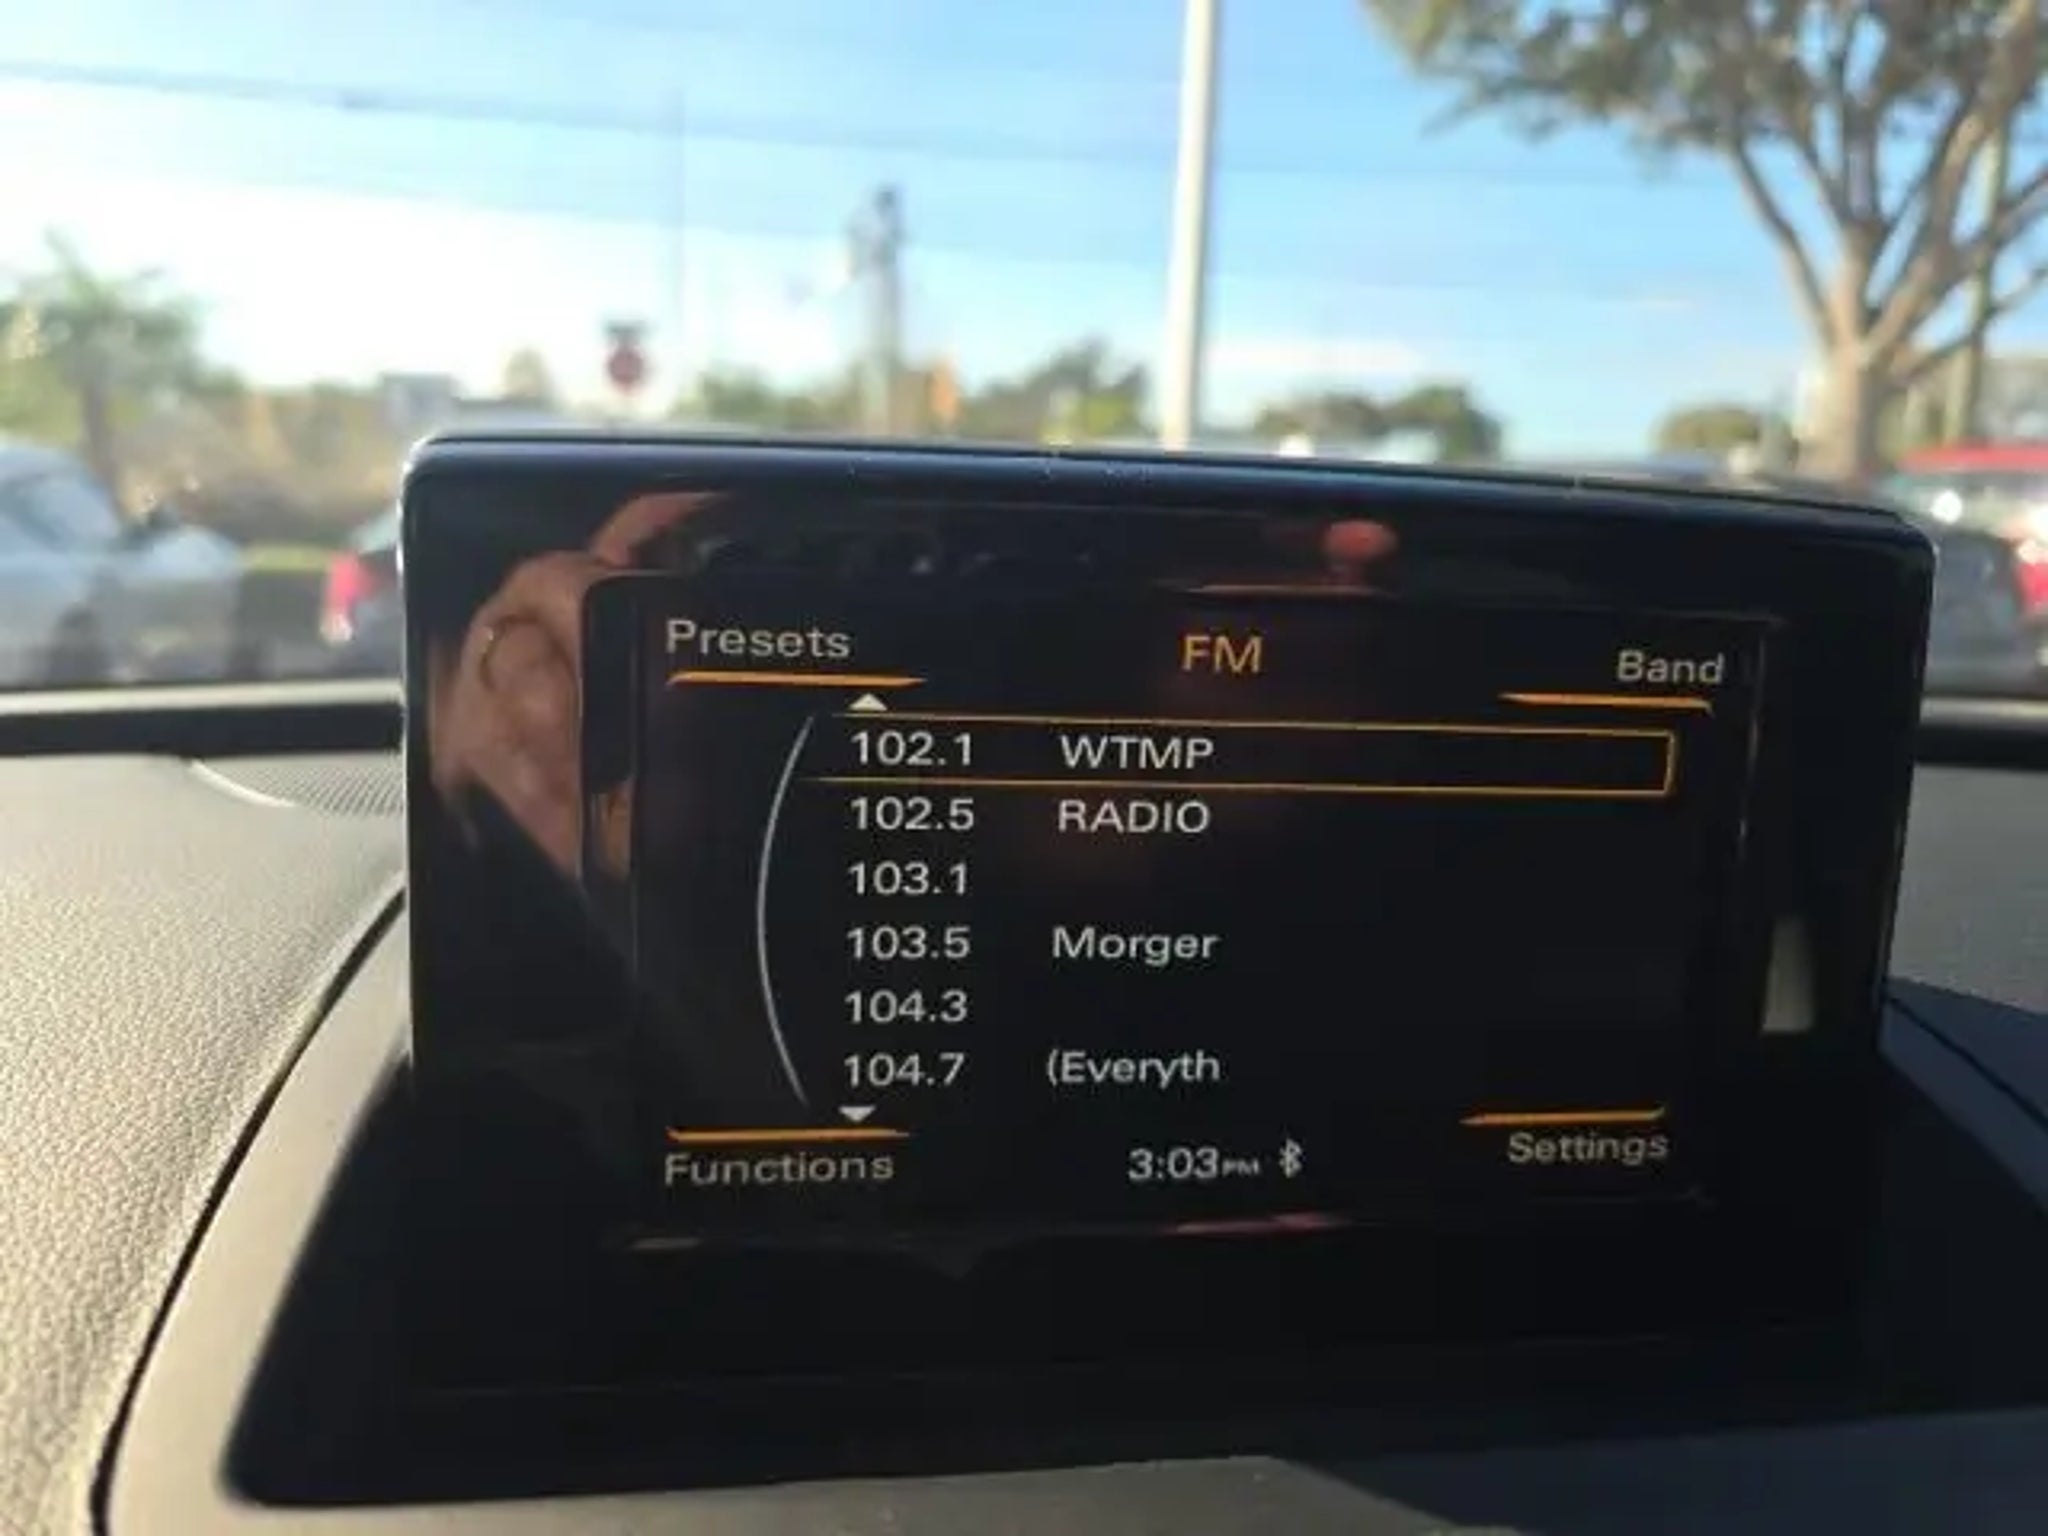 Presets FM Band
102.1 WTMP
102.5 RADIO
103.1
103.5 Morger
104.3
104.7 (Everyth
Functions 3:03PM Settings